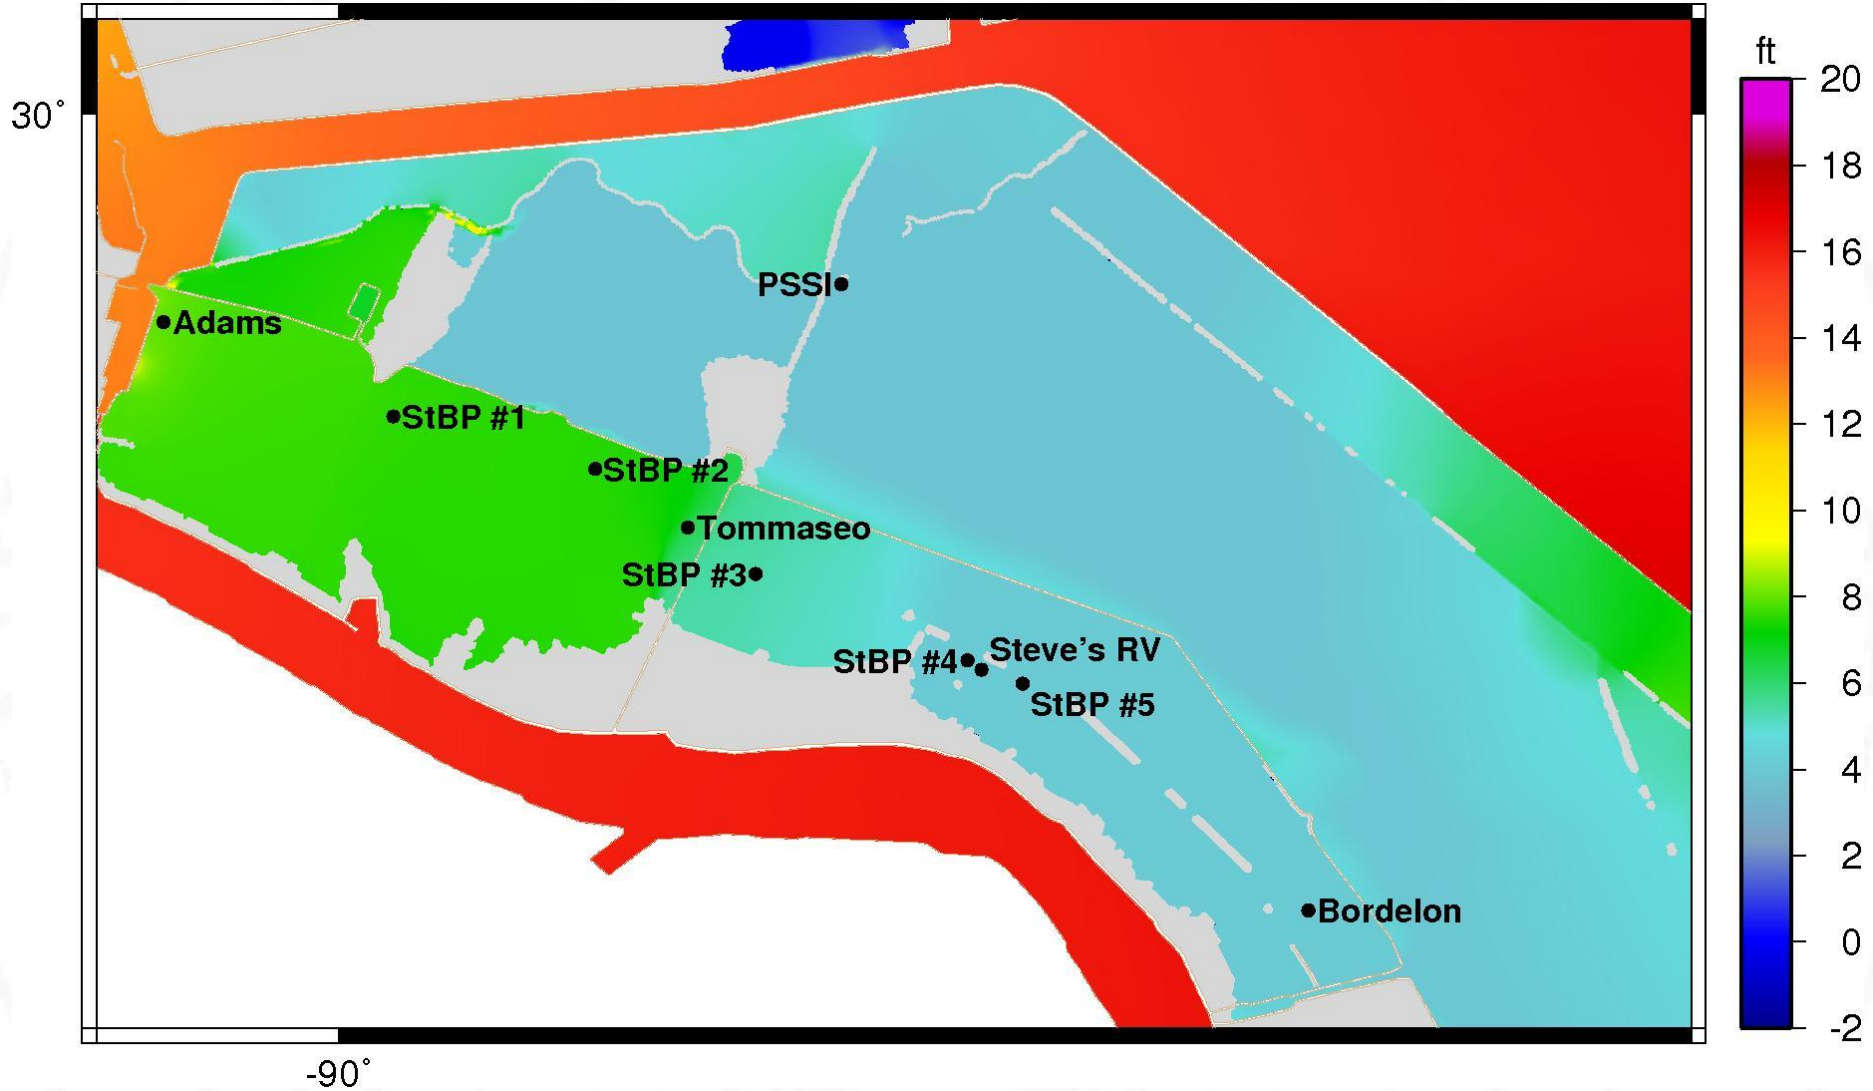 ft
20
30°
18
16
PSSI
Adams
14
StBP #1
12
StBP #2
10
Tommaseo
StBP #3
8
Steve's RV
StBP #4
6
StBP #5
4
2
Bordelon
0
-2
-90°